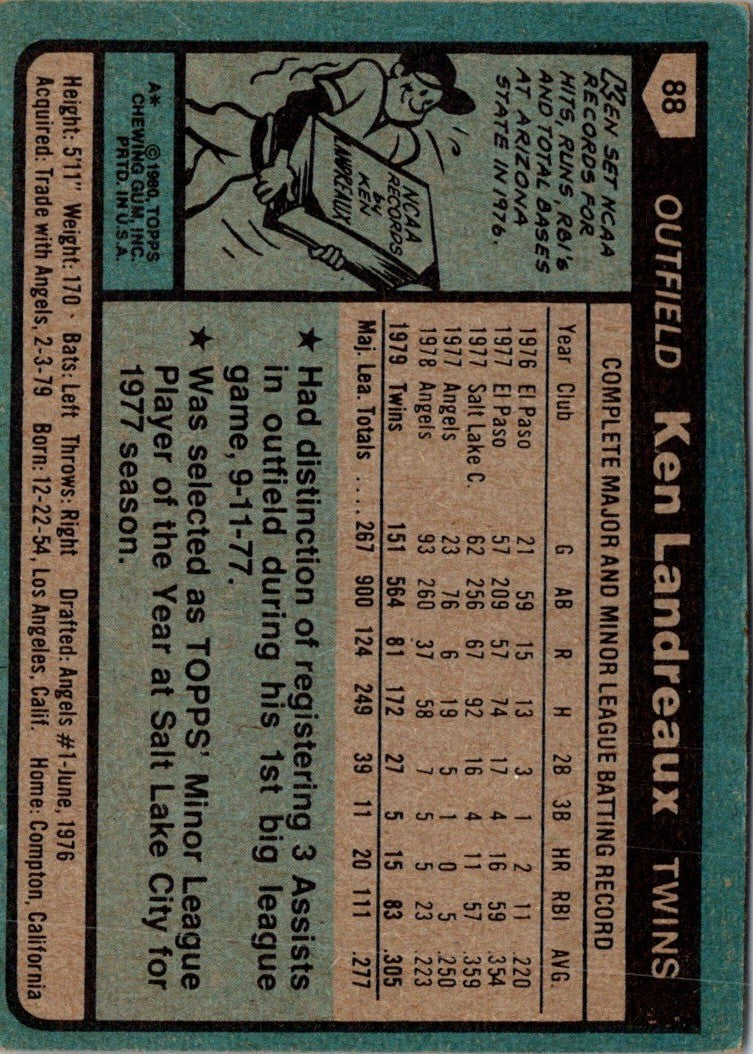 88
OUTFIELD Ken Landreaux TWINS
KEN SET NCAA
RECORDS FOR
HITS, RUNS, RBI's
AND TOTAL BASES
AT ARIZONA
STATE IN 1976.
NCAA
RECORDS
BY
KEN
LANDREAUX
A* © 1980, TOPPS
CHEWING GUM, INC.
PRTD. IN U.S.A.
COMPLETE MAJOR AND MINOR LEAGUE BATTING RECORD
Year Club G AB R H 2B 3B HR RBI AVG.
1976 El Paso 21 59 15 13 3 1 2 11 .220
1977 El Paso 57 209 57 74 17 4 16 59 .354
1977 Salt Lake C. 62 256 67 92 16 4 11 57 .359
1977 Angels 23 76 6 19 5 1 0 5 .250
1978 Angels 93 260 37 58 7 5 5 23 .223
1979 Twins 151 564 81 172 27 5 15 83 .305
Maj. Lea. Totals .... 267 900 124 249 39 11 20 111 .277
★ Had distinction of registering 3 Assists
in outfield during his 1st big league
game, 9-11-77.
★ Was selected as TOPPS' Minor League
Player of the Year at Salt Lake City for
1977 season.
Height: 5'11" Weight: 170 · Bats: Left Throws: Right Drafted: Angels #1-June, 1976
Acquired: Trade with Angels, 2-3-79 Born: 12-22-54, Los Angeles, Calif. Home: Compton, California